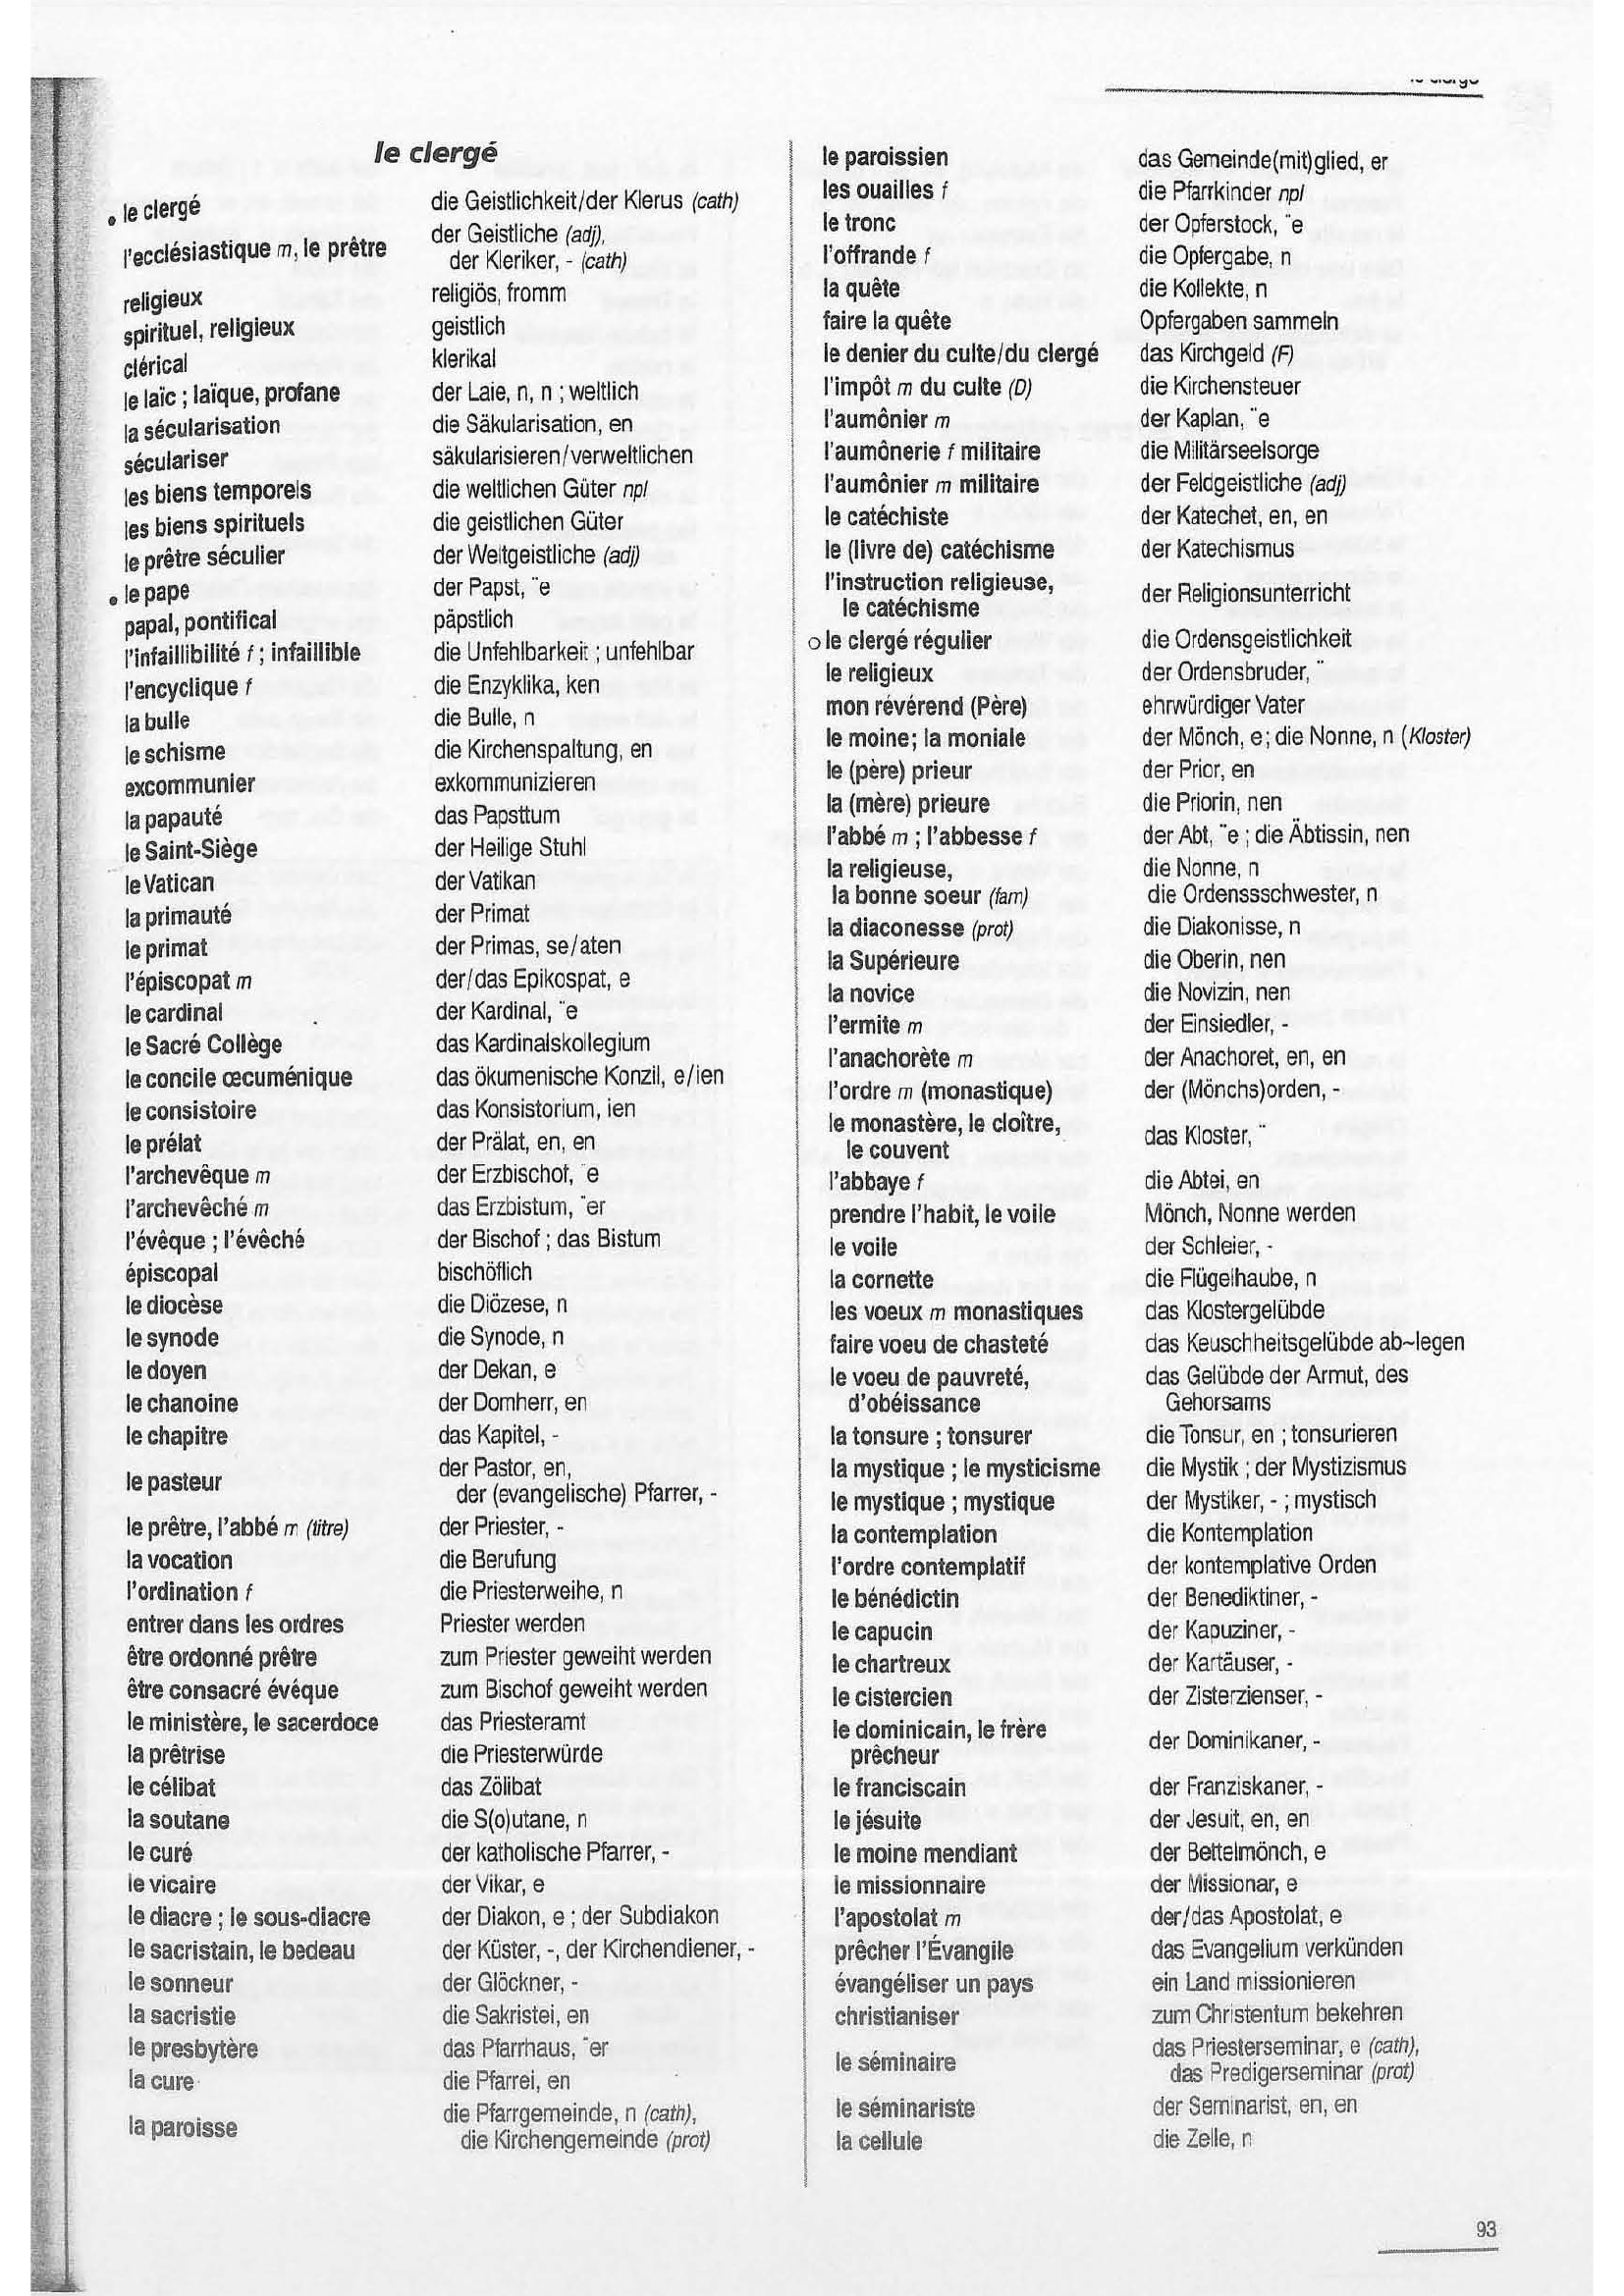 le clergé
le clergé die Geistlichkeit/der Klerus (cath)
l'ecclésiastique m, le prêtre der Geistliche (adj),
der Kleriker, - (cath)
religieux religiös, fromm
spirituel, religieux geistlich
clérical klerikal
le laïc ; laïque, profane der Laie, n, n ; weltlich
la sécularisation die Säkularisation, en
séculariser säkularisieren/verweltlichen
les biens temporels die weltlichen Güter npl
les biens spirituels die geistlichen Güter
le prêtre séculier der Weltgeistliche (adj)
le pape der Papst, ¨e
papal, pontifical päpstlich
l'infaillibilité f ; infaillible die Unfehlbarkeit ; unfehlbar
l'encyclique f die Enzyklika, ken
la bulle die Bulle, n
le schisme die Kirchenspaltung, en
excommunier exkommunizieren
la papauté das Papsttum
le Saint-Siège der Heilige Stuhl
le Vatican der Vatikan
la primauté der Primat
le primat der Primas, se/aten
l'épiscopat m der/das Epikospat, e
le cardinal der Kardinal, ¨e
le Sacré Collège das Kardinalskollegium
le concile œcuménique das ökumenische Konzil, e/ien
le consistoire das Konsistorium, ien
le prélat der Prälat, en, en
l'archevêque m der Erzbischof, ¨e
l'archevêché m das Erzbistum, ¨er
l'évêque ; l'évêché der Bischof ; das Bistum
épiscopal bischöflich
le diocèse die Diözese, n
le synode die Synode, n
le doyen der Dekan, e
le chanoine der Domherr, en
le chapitre das Kapitel, -
le pasteur der Pastor, en,
der (evangelische) Pfarrer, -
le prêtre, l'abbé m (titre) der Priester, -
la vocation die Berufung
l'ordination f die Priesterweihe, n
entrer dans les ordres Priester werden
être ordonné prêtre zum Priester geweiht werden
être consacré évéque zum Bischof geweiht werden
le ministère, le sacerdoce das Priesteramt
la prêtrise die Priesterwürde
le célibat das Zölibat
la soutane die S(o)utane, n
le curé der katholische Pfarrer, -
le vicaire der Vikar, e
le diacre ; le sous-diacre der Diakon, e ; der Subdiakon
le sacristain, le bedeau der Küster, -, der Kirchendiener, -
le sonneur der Glöckner, -
la sacristie die Sakristei, en
le presbytère das Pfarrhaus, ¨er
la cure die Pfarrei, en
la paroisse die Pfarrgemeinde, n (cath),
die Kirchengemeinde (prot)
le paroissien das Gemeinde(mit)glied, er
les ouailles f die Pfarrkinder npl
le tronc der Opferstock, ¨e
l'offrande f die Opfergabe, n
la quête die Kollekte, n
faire la quête Opfergaben sammeln
le denier du culte/du clergé das Kirchgeld (F)
l'impôt m du culte (D) die Kirchensteuer
l'aumônier m der Kaplan, ¨e
l'aumônerie f militaire die Militärseelsorge
l'aumônier m militaire der Feldgeistliche (adj)
le catéchiste der Katechet, en, en
le (livre de) catéchisme der Katechismus
l'instruction religieuse,
le catéchisme der Religionsunterricht
o le clergé régulier die Ordensgeistlichkeit
le religieux der Ordensbruder, ¨
mon révérend (Père) ehrwürdiger Vater
le moine; la moniale der Mönch, e; die Nonne, n (Kloster)
le (père) prieur der Prior, en
la (mère) prieure die Priorin, nen
l'abbé m ; l'abbesse f der Abt, ¨e ; die Äbtissin, nen
la religieuse, die Nonne, n
la bonne soeur (fam) die Ordenssschwester, n
la diaconesse (prot) die Diakonisse, n
la Supérieure die Oberin, nen
la novice die Novizin, nen
l'ermite m der Einsiedler, -
l'anachorète m der Anachoret, en, en
l'ordre m (monastique) der (Mönchs)orden, -
le monastère, le cloître,
le couvent das Kloster, ¨
l'abbaye f die Abtei, en
prendre l'habit, le voile Mönch, Nonne werden
le voile der Schleier, -
la cornette die Flügelhaube, n
les voeux m monastiques das Klostergelübde
faire voeu de chasteté das Keuschheitsgelübde ab~legen
le voeu de pauvreté, das Gelübde der Armut, des
d'obéissance Gehorsams
la tonsure ; tonsurer die Tonsur, en ; tonsurieren
la mystique ; le mysticisme die Mystik ; der Mystizismus
le mystique ; mystique der Mystiker, - ; mystisch
la contemplation die Kontemplation
l'ordre contemplatif der kontemplative Orden
le bénédictin der Benediktiner, -
le capucin der Kapuziner, -
le chartreux der Kartäuser, -
le cistercien der Zisterzienser, -
le dominicain, le frère
prêcheur der Dominikaner, -
le franciscain der Franziskaner, -
le jésuite der Jesuit, en, en
le moine mendiant der Bettelmönch, e
le missionnaire der Missionar, e
l'apostolat m der/das Apostolat, e
prêcher l'Évangile das Evangelium verkünden
évangéliser un pays ein Land missionieren
christianiser zum Christentum bekehren
le séminaire das Priesterseminar, e (cath),
das Predigerseminar (prot)
le séminariste der Seminarist, en, en
la cellule die Zelle, n
93